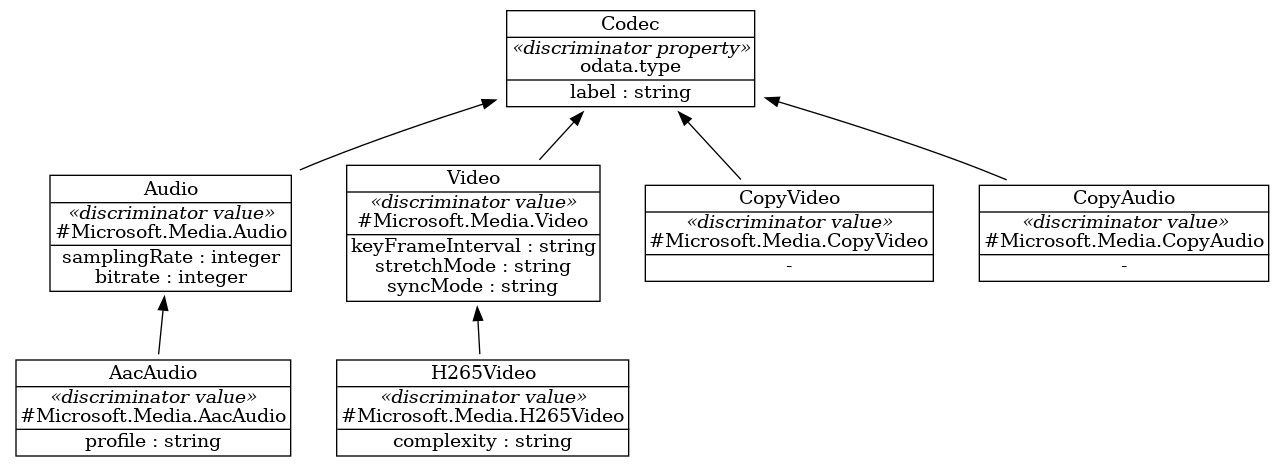 Codec
«discriminator property»
odata.type
label : string
Audio
«discriminator value»
#Microsoft.Media.Audio
samplingRate : integer
bitrate : integer
Video
«discriminator value»
#Microsoft.Media.Video
keyFrameInterval : string
stretchMode : string
syncMode : string
CopyVideo
«discriminator value»
#Microsoft.Media.CopyVideo
-
CopyAudio
«discriminator value»
#Microsoft.Media.CopyAudio
-
AacAudio
«discriminator value»
#Microsoft.Media.AacAudio
profile : string
H265Video
«discriminator value»
#Microsoft.Media.H265Video
complexity : string